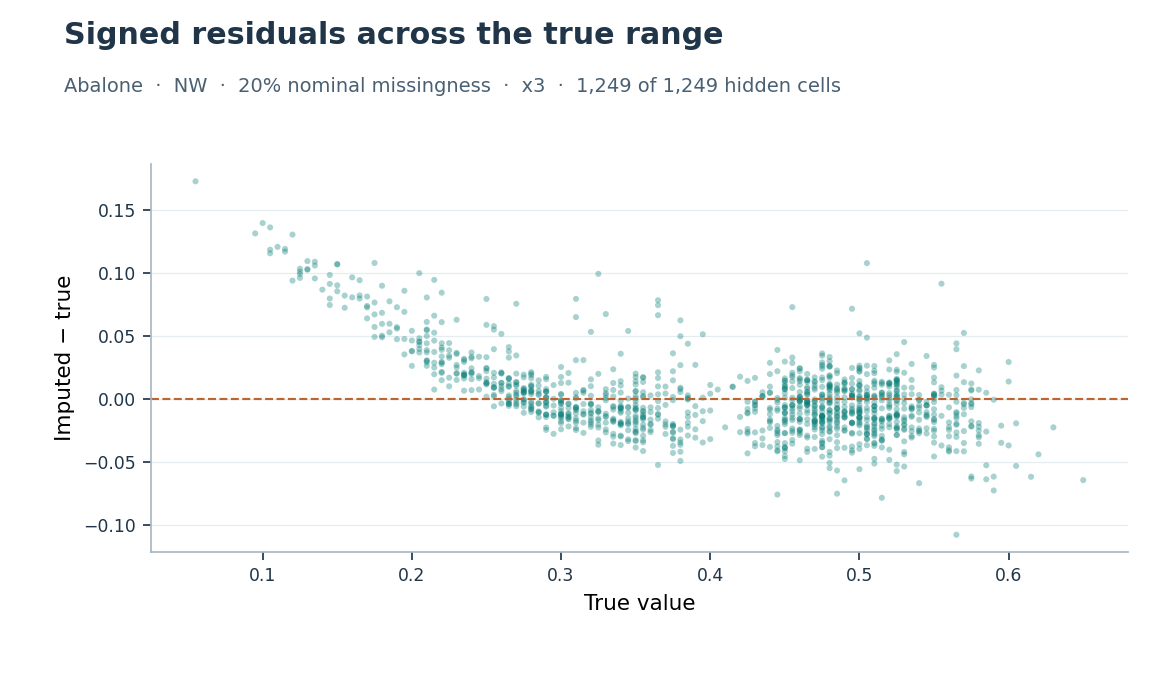 Signed residuals across the true range
Abalone · NW · 20% nominal missingness · x3 · 1,249 of 1,249 hidden cells
Imputed − true
0.15
0.10
0.05
0.00
−0.05
−0.10
0.1 0.2 0.3 0.4 0.5 0.6
True value